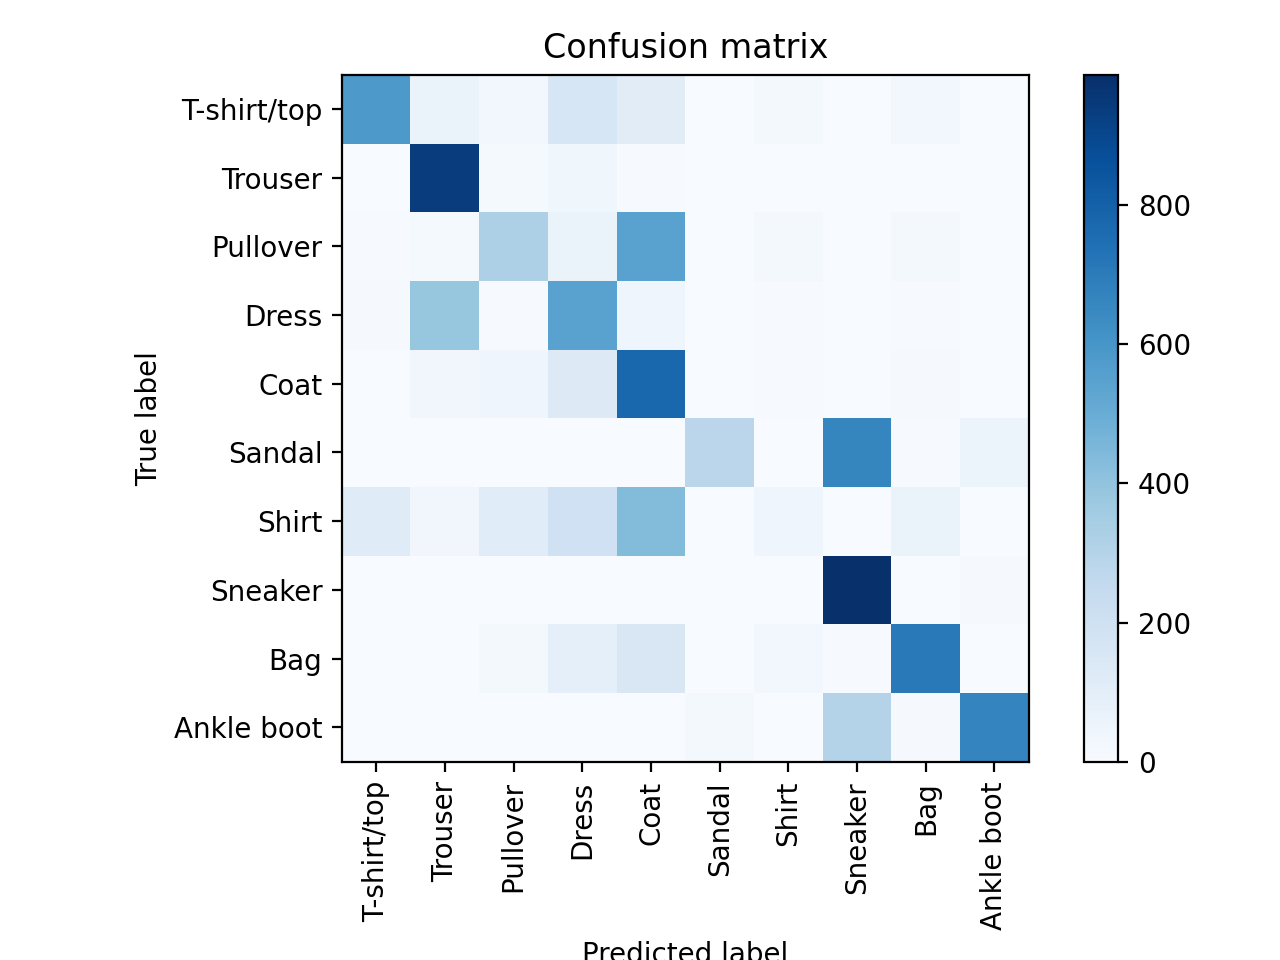 Confusion matrix
True label
T-shirt/top
Trouser
Pullover
Dress
Coat
Sandal
Shirt
Sneaker
Bag
Ankle boot
T-shirt/top
Trouser
Pullover
Dress
Coat
Sandal
Shirt
Sneaker
Bag
Ankle boot
Predicted label
800
600
400
200
0